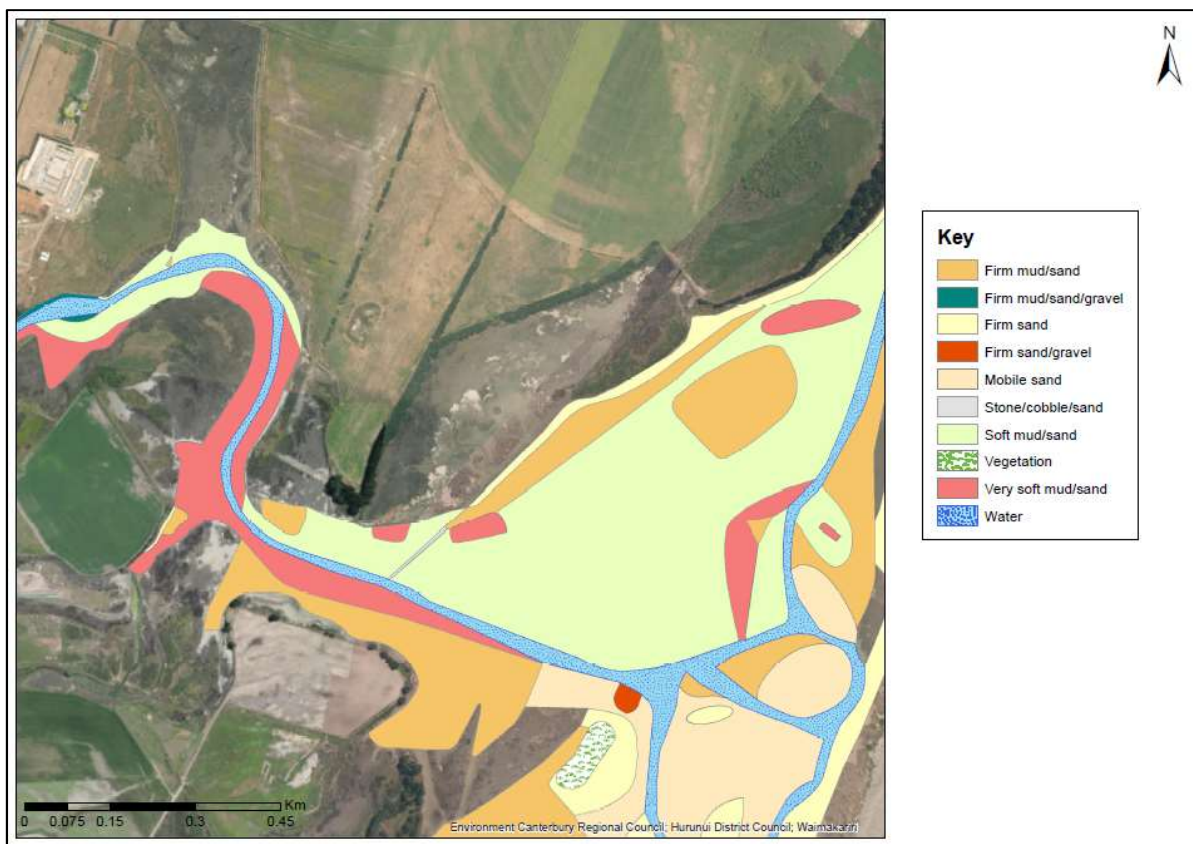 N
Key
Firm mud/sand
Firm mud/sand/gravel
Firm sand
Firm sand/gravel
Mobile sand
Stone/cobble/sand
Soft mud/sand
Vegetation
Very soft mud/sand
Water
Km
0 0.075 0.15 0.3 0.45
Environment Canterbury Regional Council; Hurunui District Council; Waimakariri